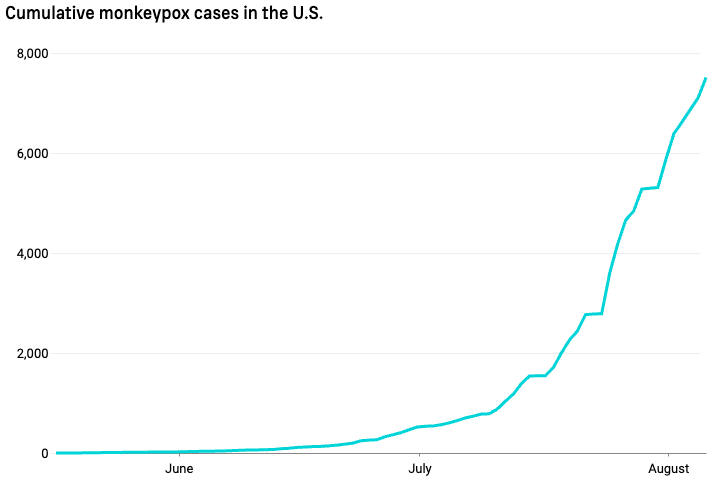 Cumulative monkeypox cases in the U.S.
8,000
6,000
4,000
2,000
0
June July August